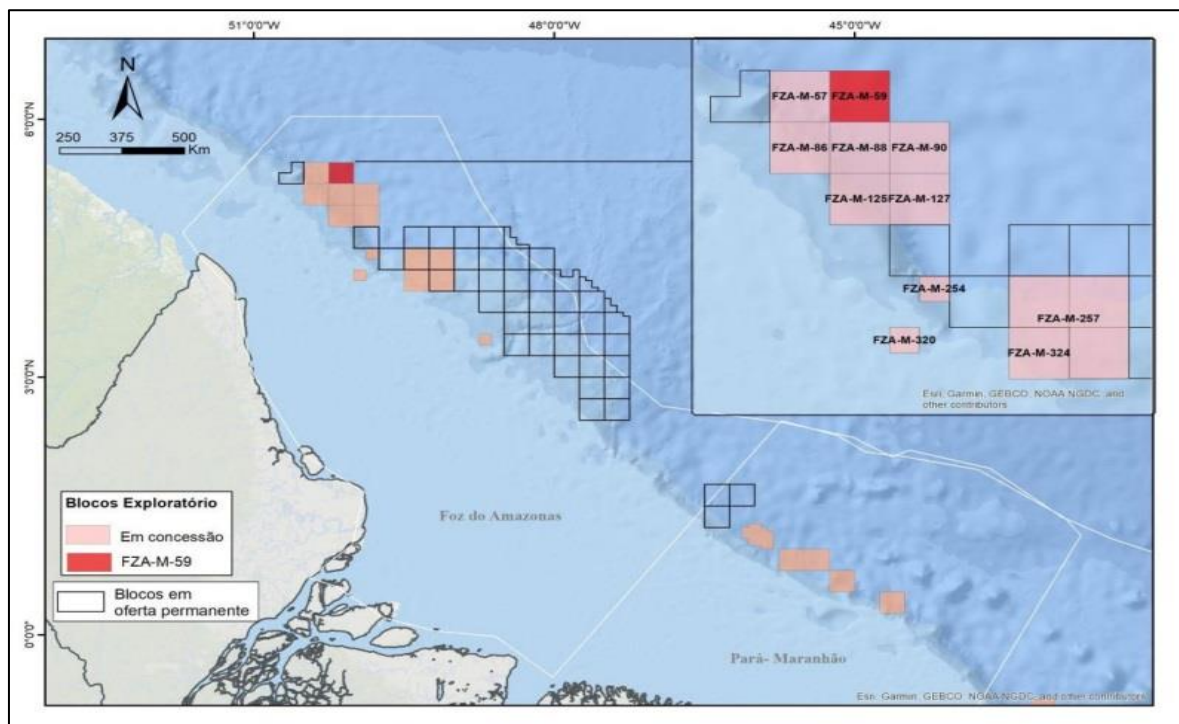 51°0'0"W
48°0'0"W
45°0'0"W
6°0'0"N
3°0'0"N
0°0'0"
N
250 375 500
Km
FZA-M-57 FZA-M-59
FZA-M-86 FZA-M-88 FZA-M-90
FZA-M-125 FZA-M-127
FZA-M-254
FZA-M-257
FZA-M-320
FZA-M-324
Esri, Garmin, GEBCO, NOAA NGDC, and
other contributors
Blocos Exploratório
Em concessão
FZA-M-59
Blocos em
oferta permanente
Foz do Amazonas
Pará- Maranhão
Esri, Garmin, GEBCO, NOAA NGDC, and other contributors